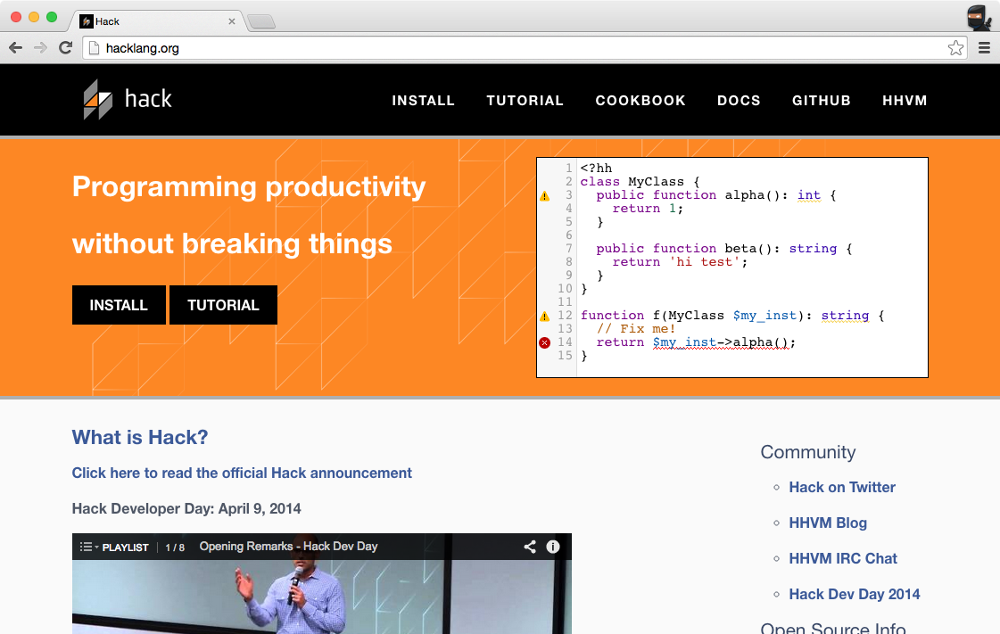 Hack
hacklang.org
hack
INSTALL TUTORIAL COOKBOOK DOCS GITHUB HHVM
Programming productivity
without breaking things
INSTALL TUTORIAL
1 <?hh
2 class MyClass {
3   public function alpha(): int {
4     return 1;
5   }
6
7   public function beta(): string {
8     return 'hi test';
9   }
10 }
11
12 function f(MyClass $my_inst): string {
13   // Fix me!
14   return $my_inst->alpha();
15 }
What is Hack?
Click here to read the official Hack announcement
Hack Developer Day: April 9, 2014
PLAYLIST | 1 / 8 Opening Remarks - Hack Dev Day
Community
Hack on Twitter
HHVM Blog
HHVM IRC Chat
Hack Dev Day 2014
Open Source Info